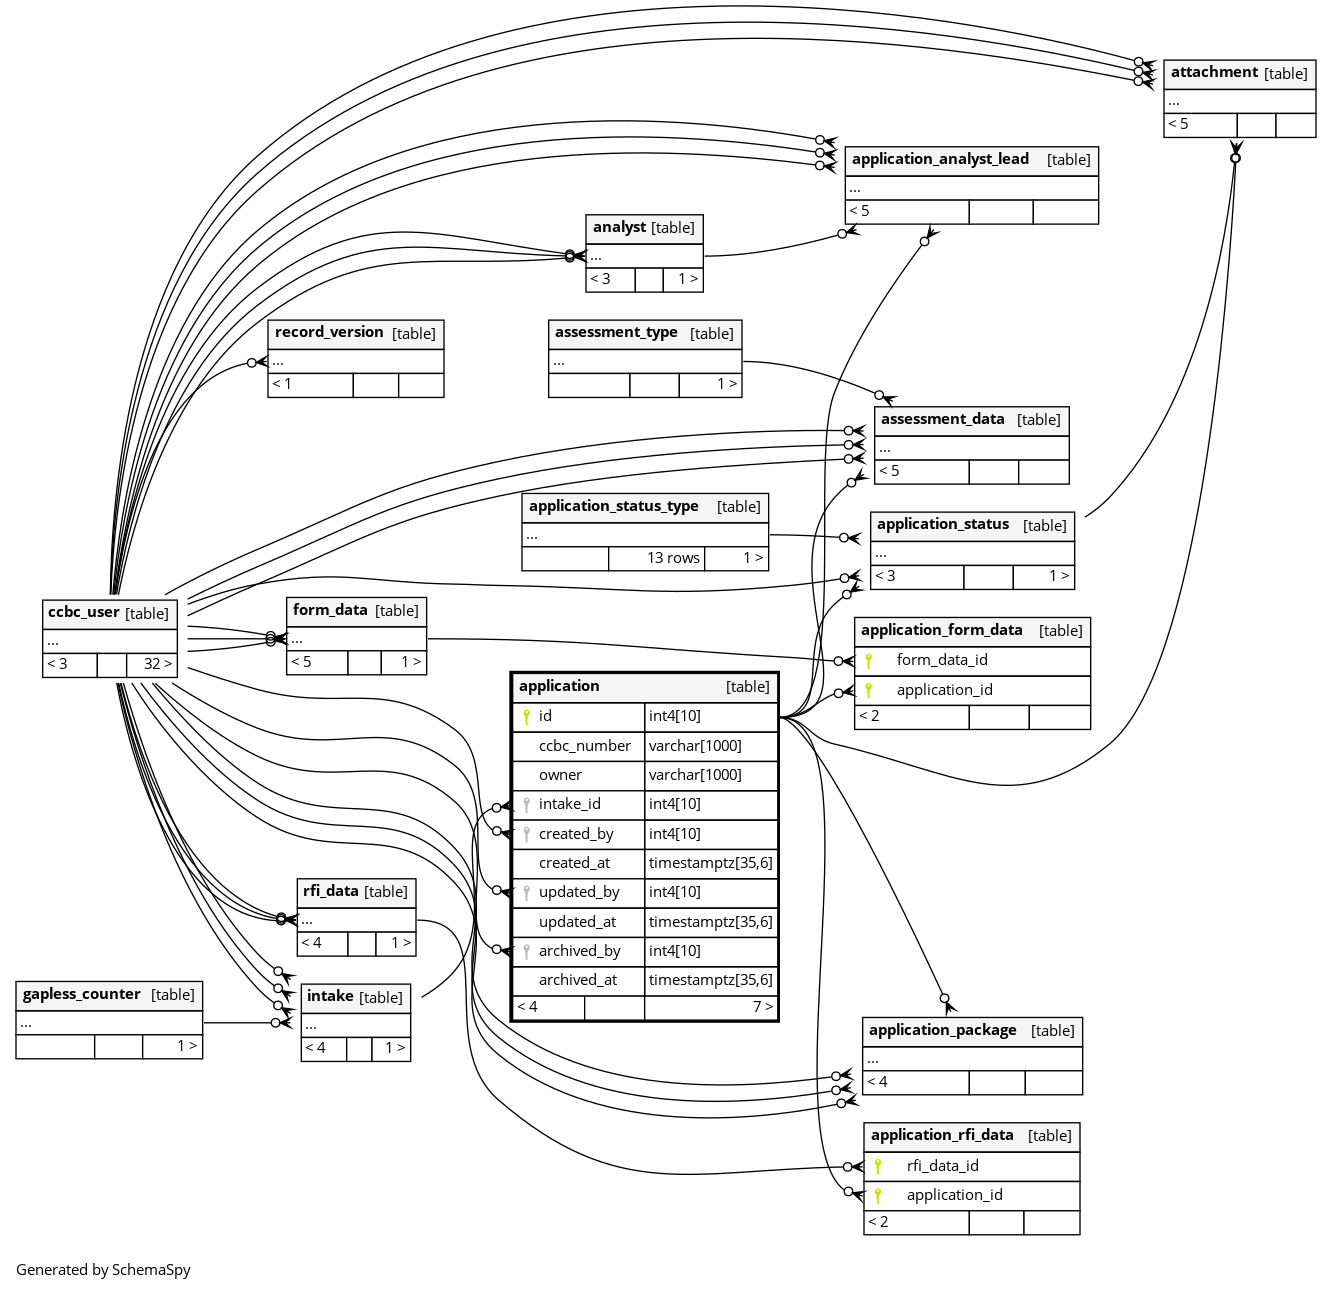 attachment [table]
...
< 5
application_analyst_lead [table]
...
< 5
analyst [table]
...
< 3 1 >
record_version [table]
...
< 1
assessment_type [table]
...
1 >
assessment_data [table]
...
< 5
application_status_type [table]
...
13 rows 1 >
application_status [table]
...
< 3 1 >
ccbc_user [table]
...
< 3 32 >
form_data [table]
...
< 5 1 >
application_form_data [table]
form_data_id
application_id
< 2
application [table]
id int4[10]
ccbc_number varchar[1000]
owner varchar[1000]
intake_id int4[10]
created_by int4[10]
created_at timestamptz[35,6]
updated_by int4[10]
updated_at timestamptz[35,6]
archived_by int4[10]
archived_at timestamptz[35,6]
< 4 7 >
rfi_data [table]
...
< 4 1 >
gapless_counter [table]
...
1 >
intake [table]
...
< 4 1 >
application_package [table]
...
< 4
application_rfi_data [table]
rfi_data_id
application_id
< 2
Generated by SchemaSpy